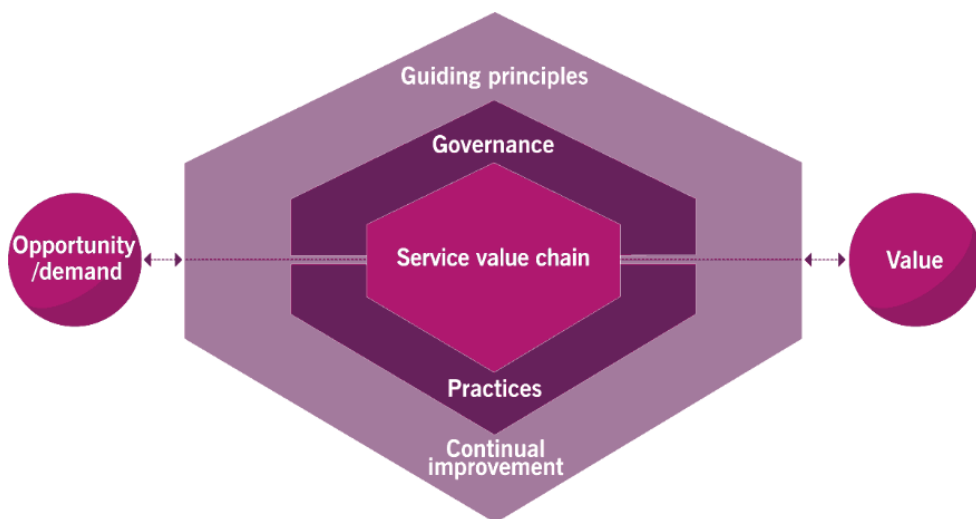 Guiding principles
Governance
Opportunity
/demand
Service value chain
Value
Practices
Continual
improvement